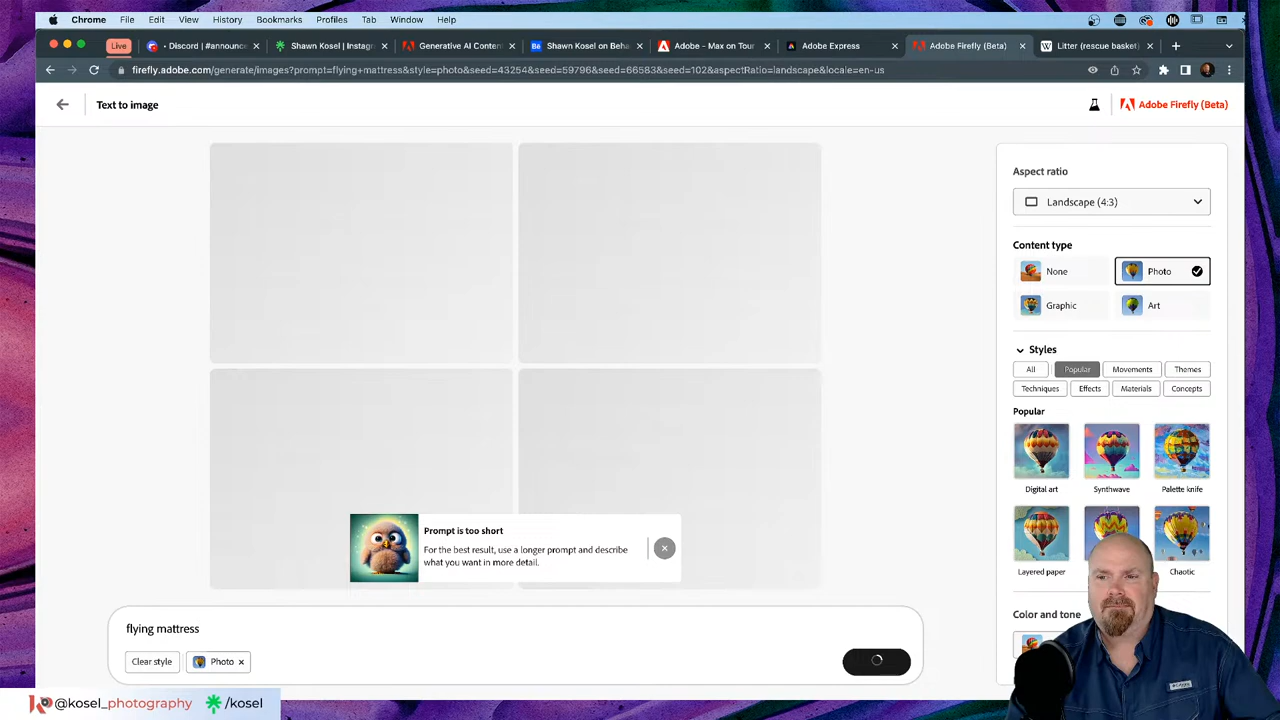 Chrome File Edit View History Bookmarks Profiles Tab Window Help
Live • Discord | #announce Shawn Kosel | Instagra Generative AI Content Shawn Kosel on Beha Adobe - Max on Tour Adobe Express Adobe Firefly (Beta) Litter (rescue basket)
firefly.adobe.com/generate/images?prompt=flying+mattress&style=photo&seed=43254&seed=59796&seed=66583&seed=102&aspectRatio=landscape&locale=en-us
Text to image
Adobe Firefly (Beta)
Aspect ratio
Landscape (4:3)
Content type
None Photo
Graphic Art
Styles
All Popular Movements Themes
Techniques Effects Materials Concepts
Popular
Digital art Synthwave Palette knife
Layered paper Chaotic
Color and tone
Prompt is too short
For the best result, use a longer prompt and describe
what you want in more detail.
flying mattress
Clear style Photo
@kosel_photography /kosel